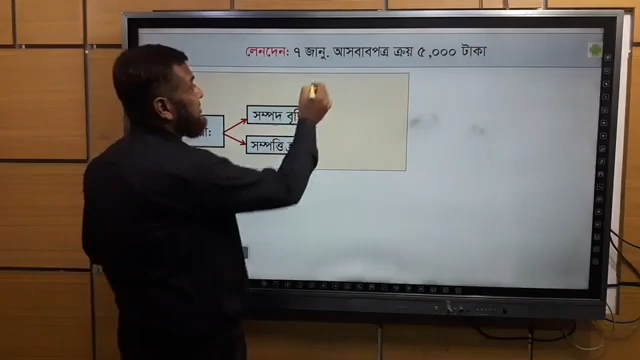 লেনদেন: ৭ জানু. আসবাবপত্র ক্রয় ৫,০০০ টাকা
সম্পদ
সম্পত্তি